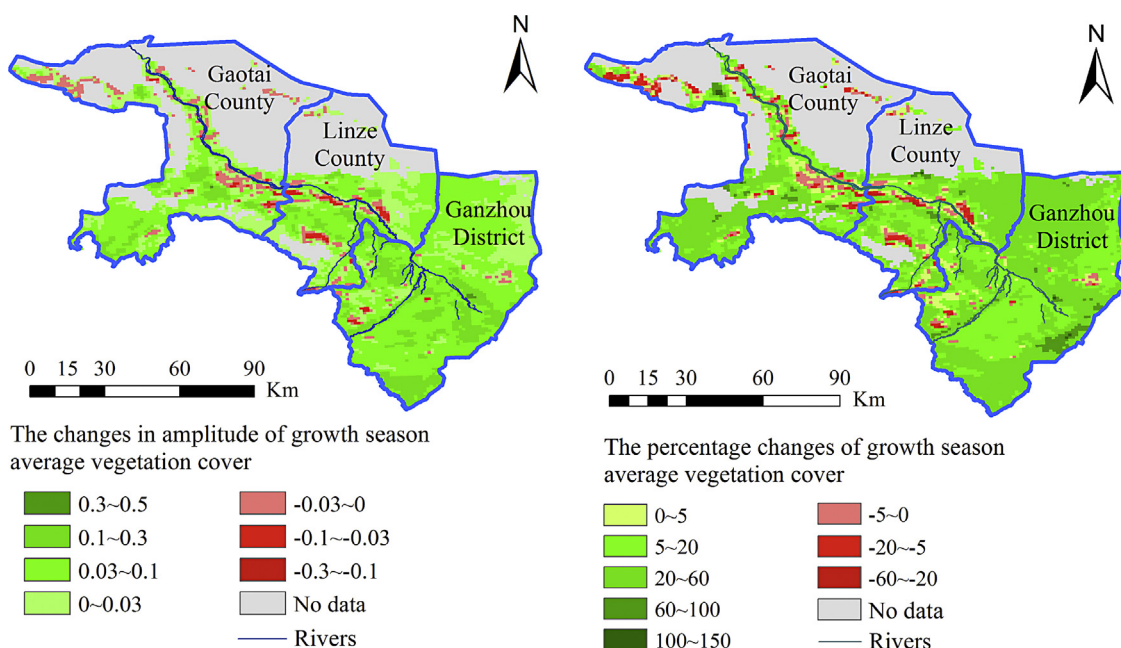 N
Gaotai
County
Linze
County
Ganzhou
District
0 15 30 60 90
Km
The changes in amplitude of growth season
average vegetation cover
0.3~0.5
0.1~0.3
0.03~0.1
0~0.03
-0.03~0
-0.1~-0.03
-0.3~-0.1
No data
Rivers
N
Gaotai
County
Linze
County
Ganzhou
District
0 15 30 60 90
Km
The percentage changes of growth season
average vegetation cover
0~5
5~20
20~60
60~100
100~150
-5~0
-20~-5
-60~-20
No data
Rivers